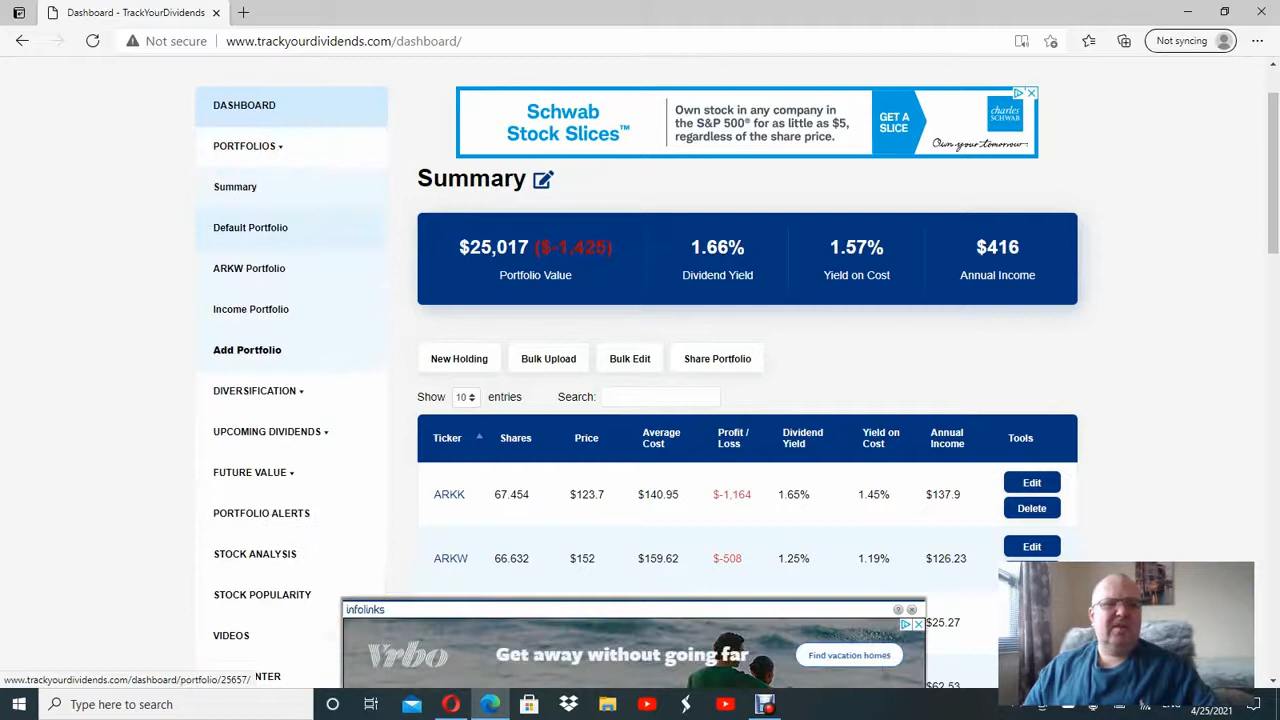 Dashboard - TrackYourDividends
Not secure
www.trackyourdividends.com/dashboard/
Not syncing
DASHBOARD
PORTFOLIOS
Summary
Default Portfolio
ARKW Portfolio
Income Portfolio
Add Portfolio
DIVERSIFICATION
UPCOMING DIVIDENDS
FUTURE VALUE
PORTFOLIO ALERTS
STOCK ANALYSIS
STOCK POPULARITY
VIDEOS
NTER
www.trackyourdividends.com/dashboard/portfolio/25657/
Schwab
Stock Slices™
Own stock in any company in
the S&P 500® for as little as $5,
regardless of the share price.
GET A
SLICE
charles
SCHWAB
Own your tomorrow
Summary
$25,017 ($-1,425)
Portfolio Value
1.66%
Dividend Yield
1.57%
Yield on Cost
$416
Annual Income
New Holding
Bulk Upload
Bulk Edit
Share Portfolio
Show 10 entries
Search:
Ticker Shares Price Average Cost Profit / Loss Dividend Yield Yield on Cost Annual Income Tools
ARKK 67.454 $123.7 $140.95 $-1,164 1.65% 1.45% $137.9 Edit
Delete
ARKW 66.632 $152 $159.62 $-508 1.25% 1.19% $126.23 Edit
$25.27
$62.53
infolinks
Vrbo
Get away without going far
Find vacation homes
Type here to search
4/25/2021